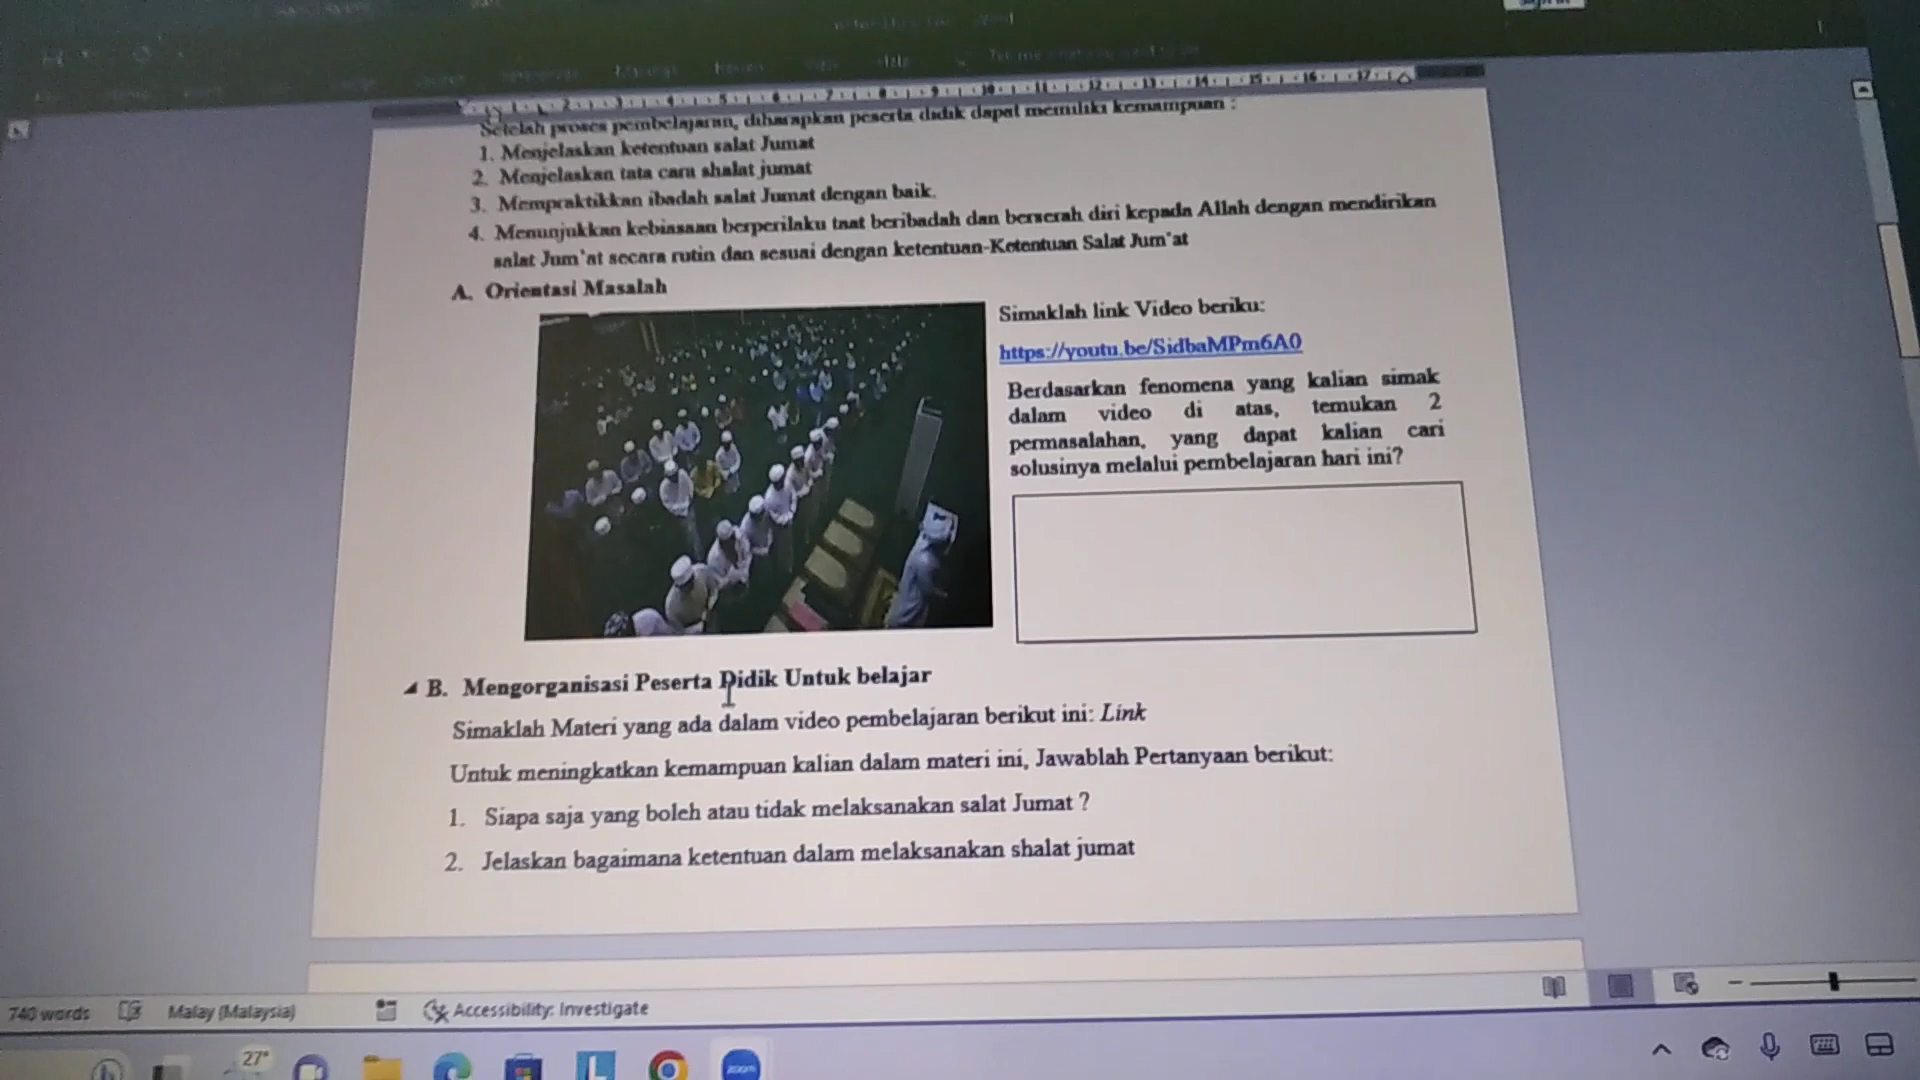 Setelah proses pembelajaran, diharapkan peserta didik dapat memiliki kemampuan :
1. Menjelaskan ketentuan salat Jumat
2. Menjelaskan tata cara shalat jumat
3. Mempraktikkan ibadah salat Jumat dengan baik.
4. Menunjukkan kebiasaan berperilaku taat beribadah dan berserah diri kepada Allah dengan mendirikan
salat Jum'at secara rutin dan sesuai dengan ketentuan-Ketentuan Salat Jum'at
A. Orientasi Masalah
Simaklah link Video beriku:
https://youtu.be/SidbaMPm6A0
Berdasarkan fenomena yang kalian simak
dalam video di atas, temukan 2
permasalahan, yang dapat kalian cari
solusinya melalui pembelajaran hari ini?
B. Mengorganisasi Peserta Didik Untuk belajar
Simaklah Materi yang ada dalam video pembelajaran berikut ini: Link
Untuk meningkatkan kemampuan kalian dalam materi ini, Jawablah Pertanyaan berikut:
1. Siapa saja yang boleh atau tidak melaksanakan salat Jumat ?
2. Jelaskan bagaimana ketentuan dalam melaksanakan shalat jumat
740 words Malay (Malaysia) Accessibility: Investigate
27°
zoom